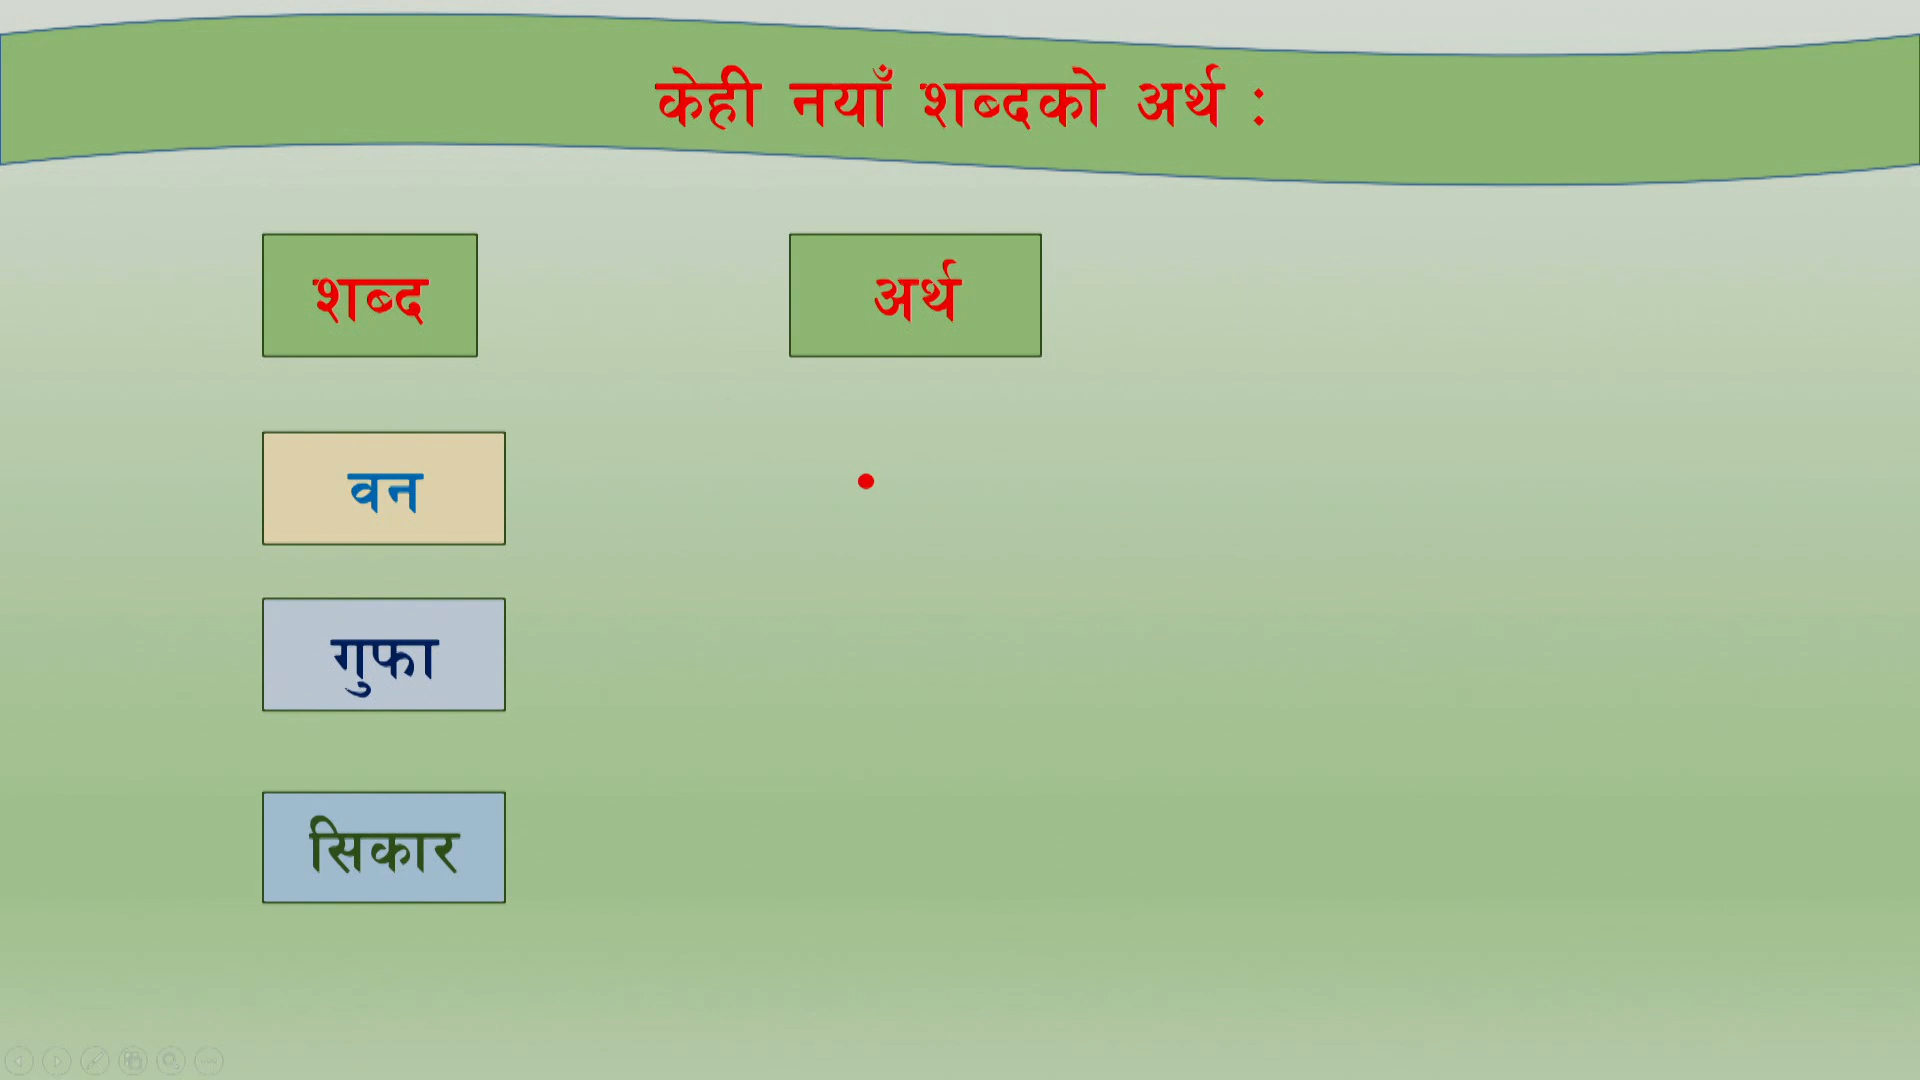 केही नयाँ शब्दको अर्थ :
शब्द अर्थ
वन
गुफा
सिकार